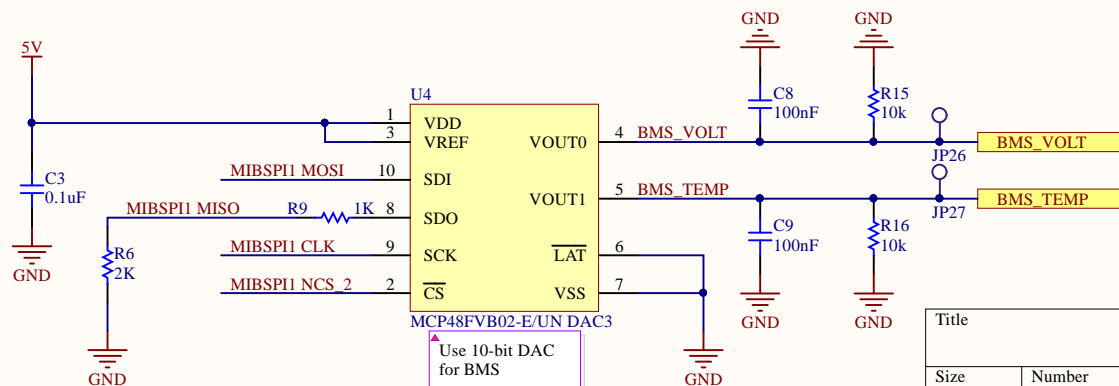 GND
GND
5V
U4
C8
100nF
R15
10k
1
VDD
3
VREF
VOUT0
4
BMS_VOLT
JP26
BMS_VOLT
C3
0.1uF
MIBSPI1 MOSI
10
SDI
VOUT1
5
BMS_TEMP
JP27
BMS_TEMP
MIBSPI1 MISO
R9
1K
8
SDO
C9
100nF
R16
10k
R6
2K
MIBSPI1 CLK
9
SCK
LAT
6
GND
MIBSPI1 NCS_2
2
CS
VSS
7
GND
GND
MCP48FVB02-E/UN DAC3
Use 10-bit DAC
for BMS
GND
GND
Title
Size
Number